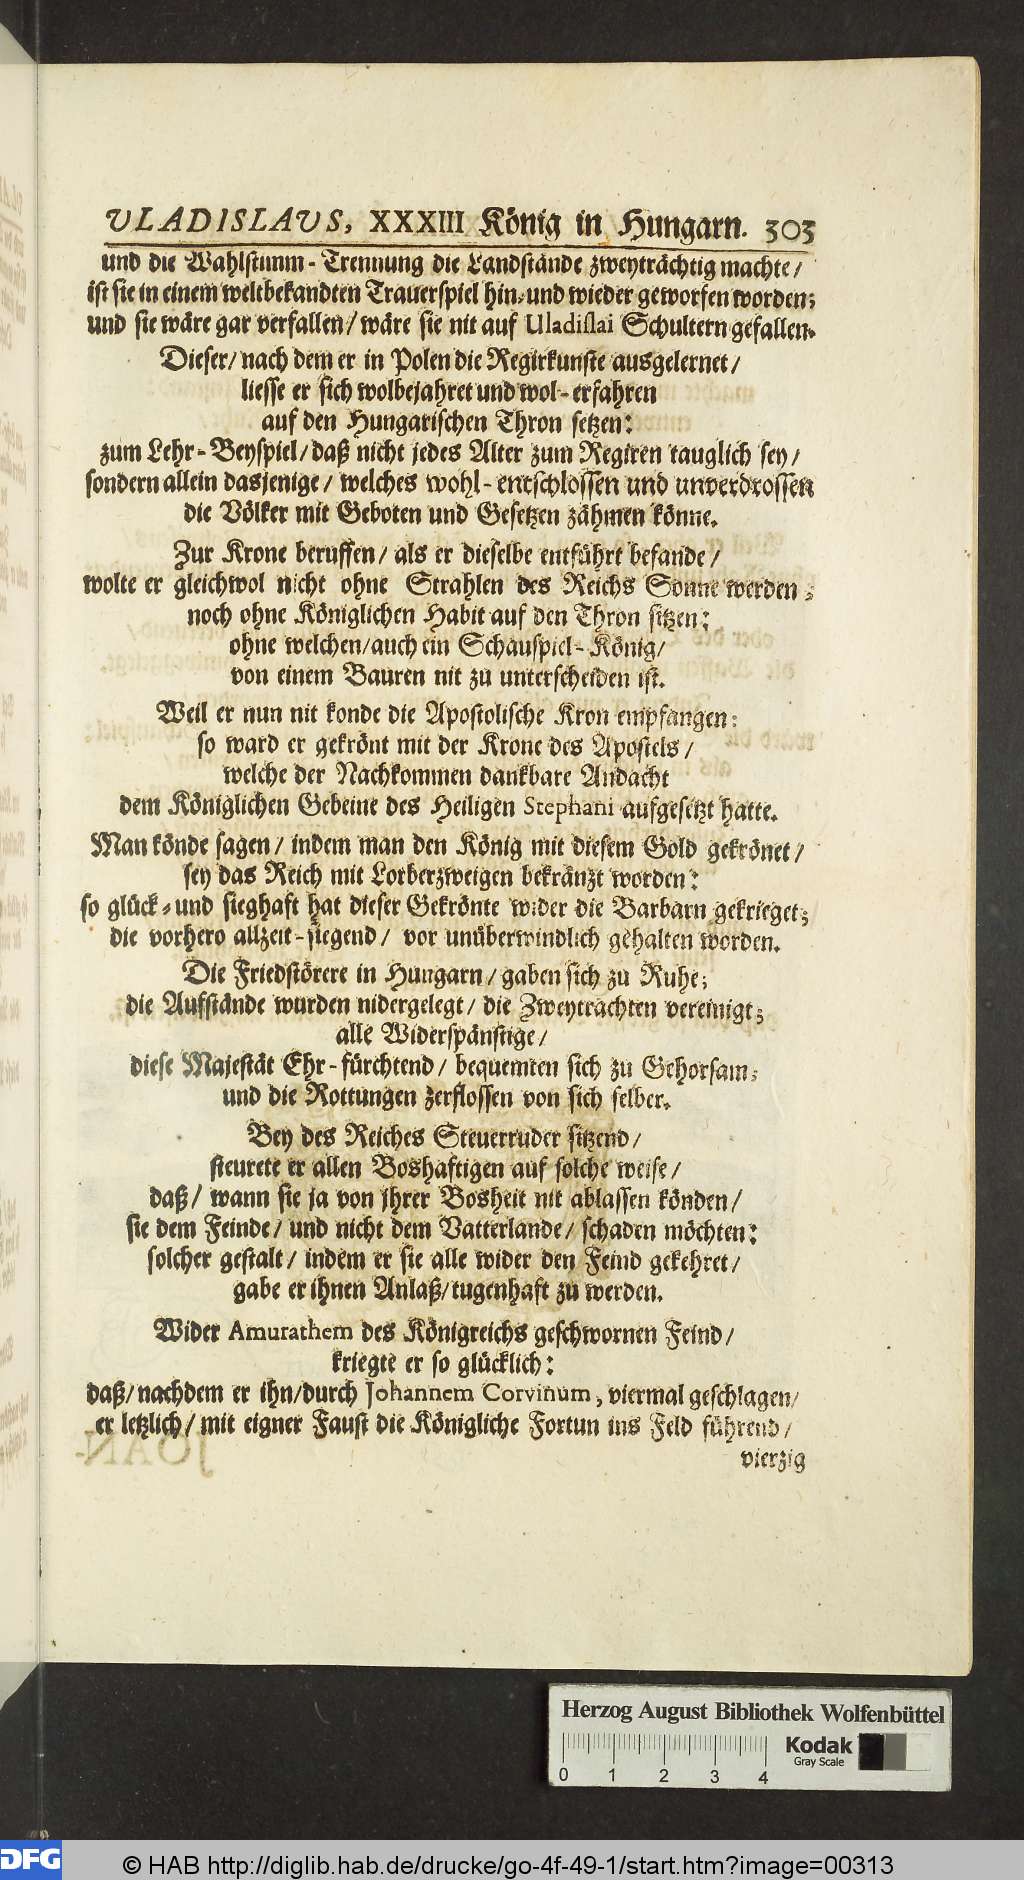 VLADISLAVS, XXXIII König in Hungarn. 303
und die Wahlstimm-Trennung die Landstände zweyträchtig machte/
ist sie in einem weltbekandten Trauerspiel hin-und wieder geworfen worden;
und sie wäre gar verfallen/ wäre sie nit auf Uladislai Schultern gefallen.
Dieser/ nach dem er in Polen die Regirkunste ausgelernet/
liesse er sich wolbejahret und wol-erfahren
auf den Hungarischen Thron setzen:
zum Lehr-Beyspiel/ daß nicht jedes Alter zum Regiren tauglich sey/
sondern allein dasjenige/ welches wohl-entschlossen und unverdrossen
die Völker mit Geboten und Gesetzen zähmen könne.
Zur Krone beruffen/ als er dieselbe entführt befande/
wolte er gleichwol nicht ohne Strahlen des Reichs Sonne werden;
noch ohne Königlichen Habit auf den Thron sitzen:
ohne welchen/ auch ein Schauspiel-König/
von einem Bauren nit zu unterscheiden ist.
Weil er nun nit konde die Apostolische Kron empfangen:
so ward er gekrönt mit der Krone des Apostels/
welche der Nachkommen dankbare Andacht
dem Königlichen Gebeine des Heiligen Stephani aufgesetzt hatte.
Man könde sagen/ indem man den König mit diesem Gold gekrönet/
sey das Reich mit Lorberzweigen bekränzt worden:
so glück-und sieghaft hat dieser Gekrönte wider die Barbarn gekrieget;
die vorhero allzeit-siegend/ vor unüberwindlich gehalten worden.
Die Friedstörere in Hungarn/ gaben sich zu Ruhe;
die Aufstände wurden nidergelegt/ die Zweytrachten vereinigt;
alle Widerspänstige/
diese Majestät Ehr-fürchtend/ bequemten sich zu Gehorsam;
und die Rottungen zerflossen von sich selber.
Bey des Reiches Steuerruder sitzend/
steurete er allen Boshaftigen auf solche weise/
daß/ wann sie ja von ihrer Bosheit nit ablassen könden/
sie dem Feinde/ und nicht dem Vatterlande/ schaden möchten:
solcher gestalt/ indem er sie alle wider den Feind gekehret/
gabe er ihnen Anlaß/ tugenhaft zu werden.
Wider Amurathem des Königreichs geschwornen Feind/
kriegte er so glücklich:
daß/ nachdem er ihn/ durch Johannem Corvinum, viermal geschlagen/
er letzlich/ mit eigner Faust die Königliche Fortun ins Feld führend/
vierzig
Herzog August Bibliothek Wolfenbüttel
Kodak
Gray Scale
0 1 2 3 4
DFG © HAB http://diglib.hab.de/drucke/go-4f-49-1/start.htm?image=00313